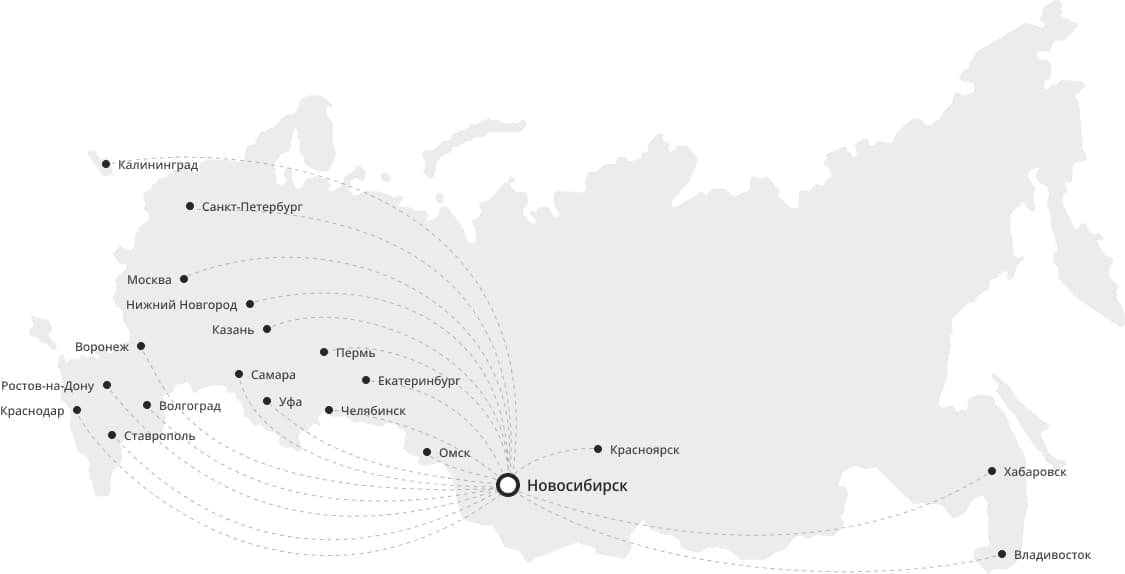 Калининград
Санкт-Петербург
Москва
Нижний Новгород
Казань
Воронеж
Пермь
Самара
Екатеринбург
Ростов-на-Дону
Уфа
Волгоград
Краснодар
Челябинск
Ставрополь
Омск
Красноярск
Хабаровск
Новосибирск
Владивосток